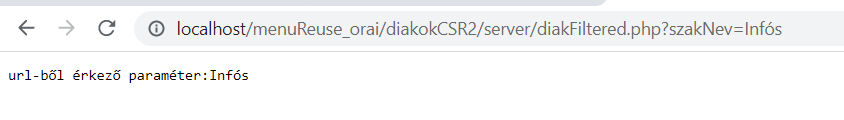 localhost/menuReuse_orai/diakokCSR2/server/diakFiltered.php?szakNev=Infós
url-ből érkező paraméter:Infós